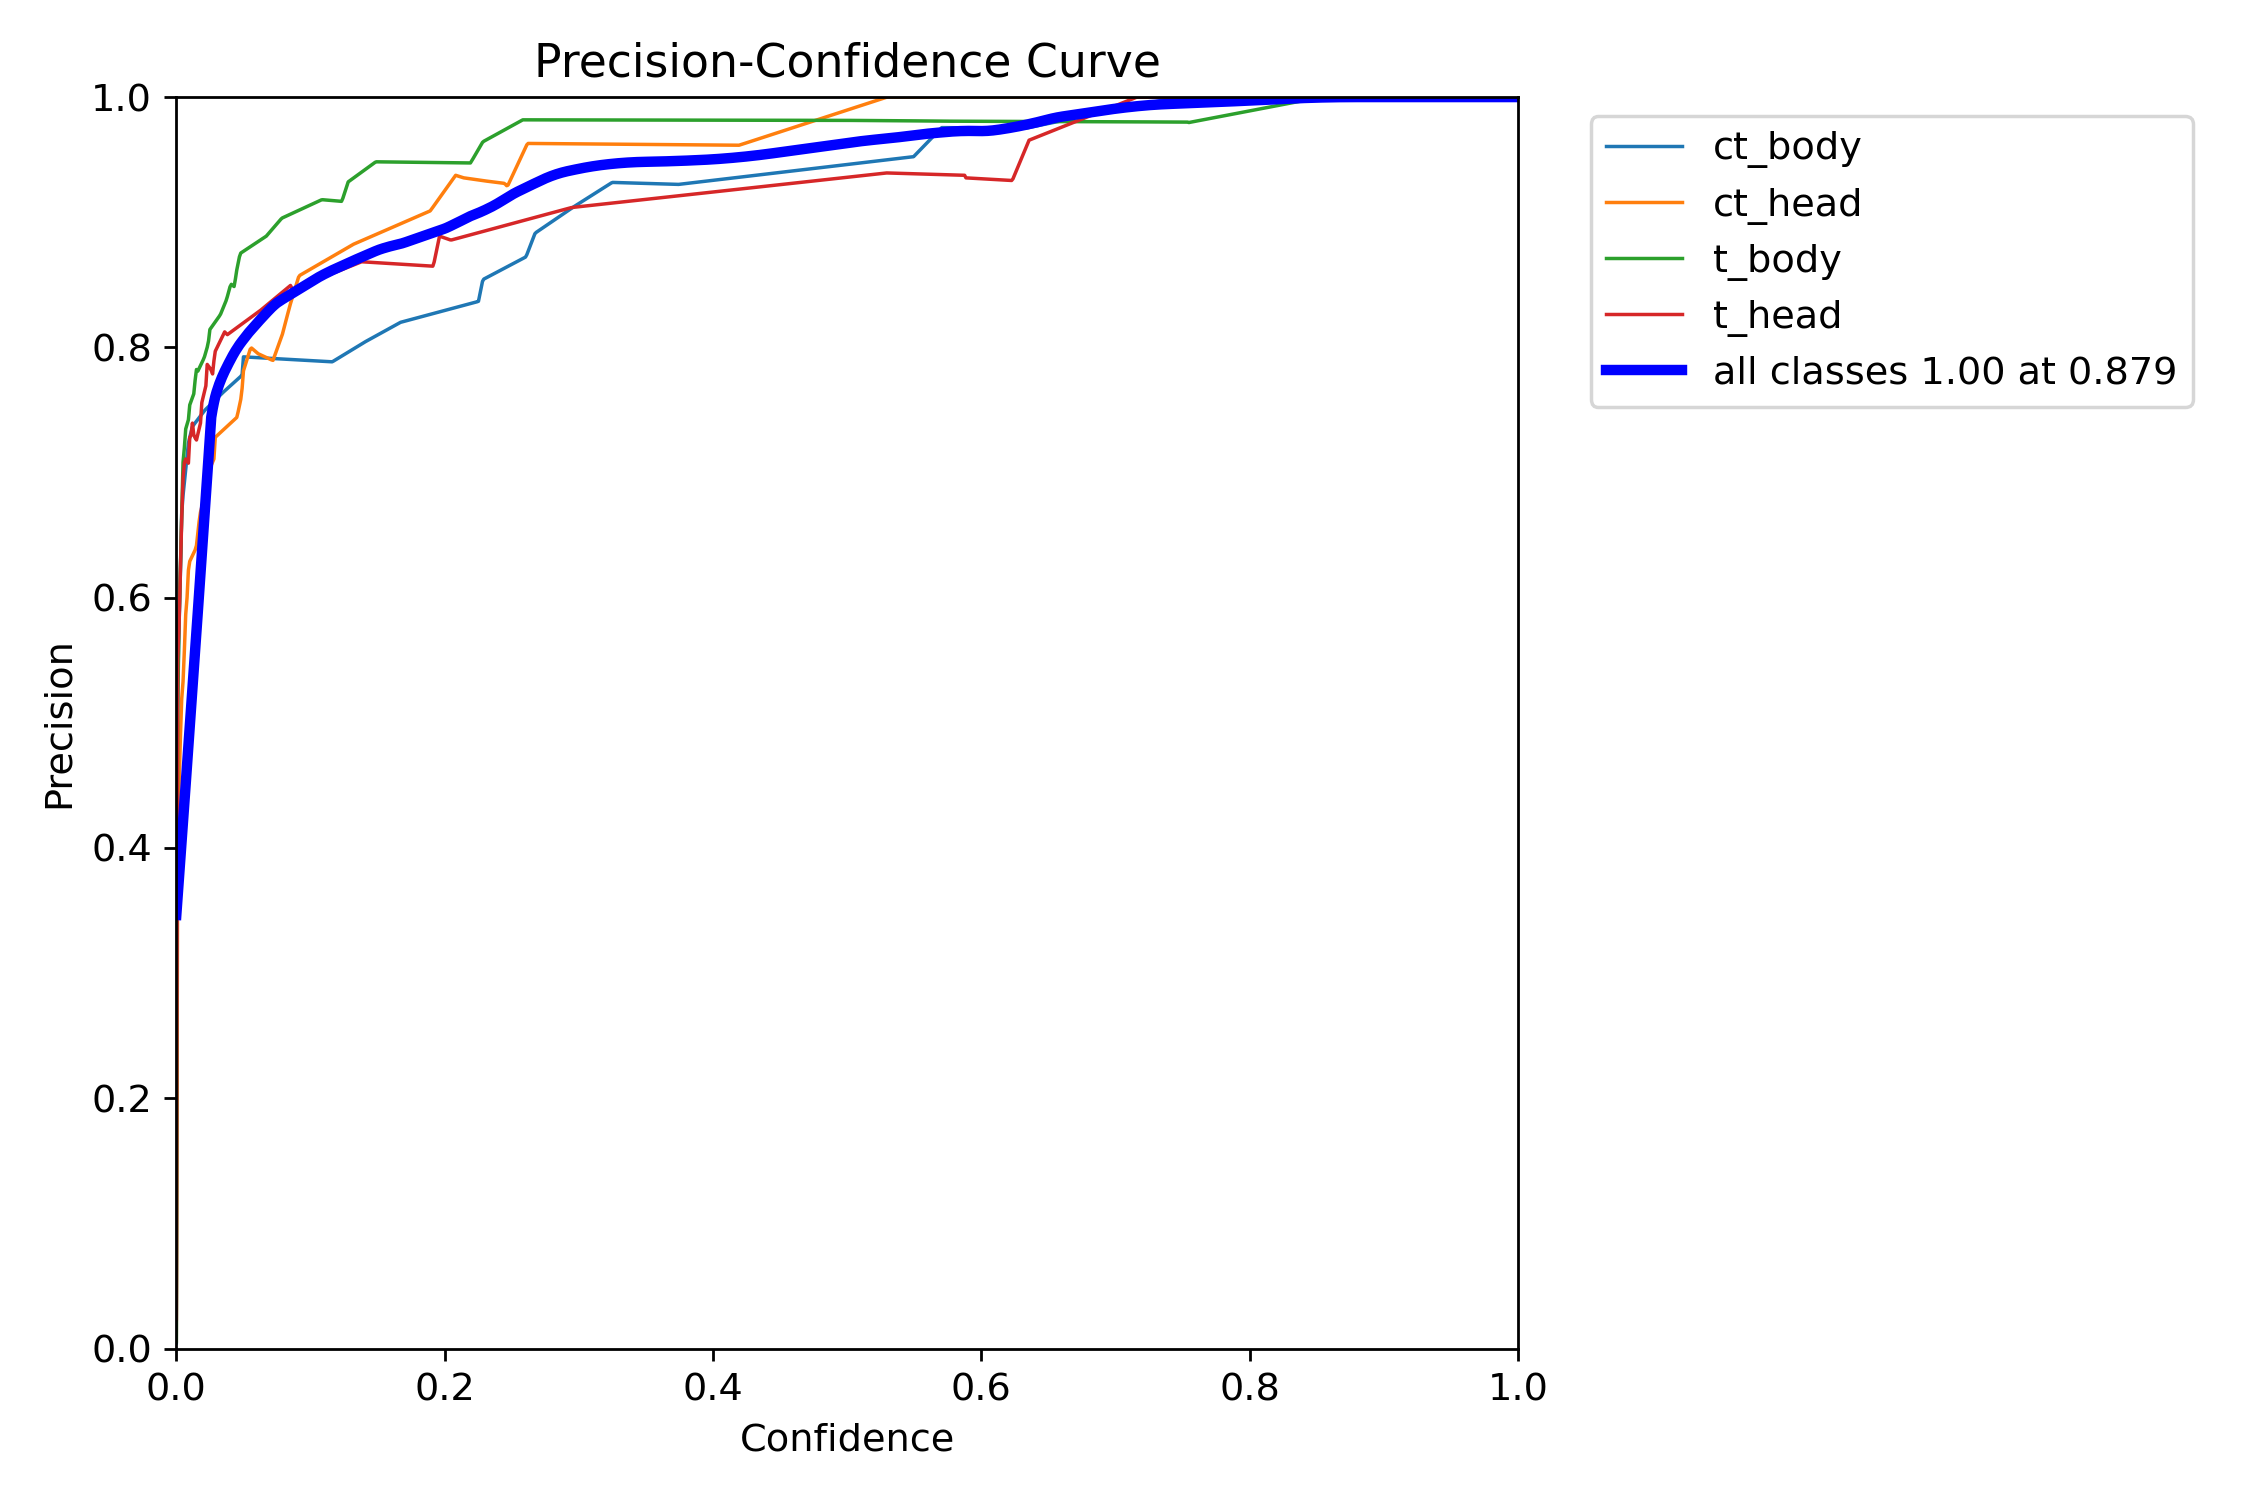 Precision-Confidence Curve
1.0
0.8
0.6
0.4
0.2
0.0
Precision
0.0 0.2 0.4 0.6 0.8 1.0
Confidence
ct_body
ct_head
t_body
t_head
all classes 1.00 at 0.879